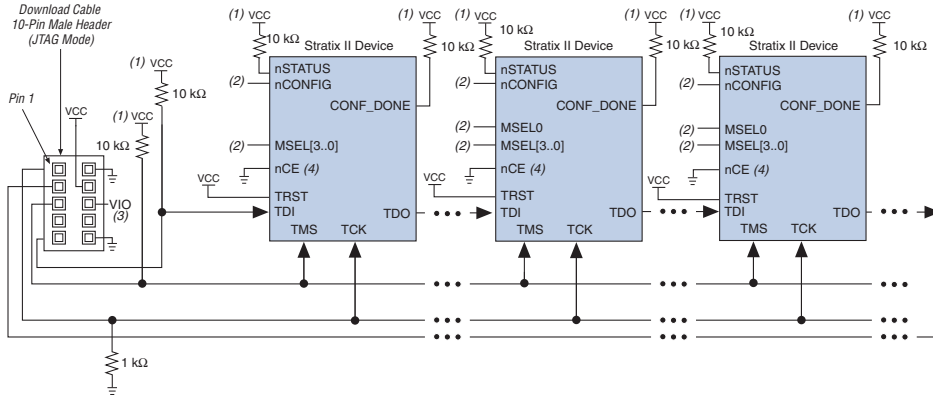 Download Cable
10-Pin Male Header
(JTAG Mode)
Pin 1
VCC
VIO
(3)
(1) VCC
10 kΩ
(1) VCC
10 kΩ
1 kΩ
(1) VCC
10 kΩ
Stratix II Device
VCC
(1)
10 kΩ
nSTATUS
(2) nCONFIG
CONF_DONE
(2) MSEL[3..0]
nCE (4)
VCC
TRST
TDI
TDO
TMS
TCK
(1) VCC
10 kΩ
Stratix II Device
VCC
(1)
10 kΩ
nSTATUS
(2) nCONFIG
CONF_DONE
(2) MSEL0
(2) MSEL[3..0]
nCE (4)
VCC
TRST
TDI
TDO
TMS
TCK
(1) VCC
10 kΩ
Stratix II Device
VCC
(1)
10 kΩ
nSTATUS
(2) nCONFIG
CONF_DONE
(2) MSEL0
(2) MSEL[3..0]
nCE (4)
VCC
TRST
TDI
TDO
TMS
TCK